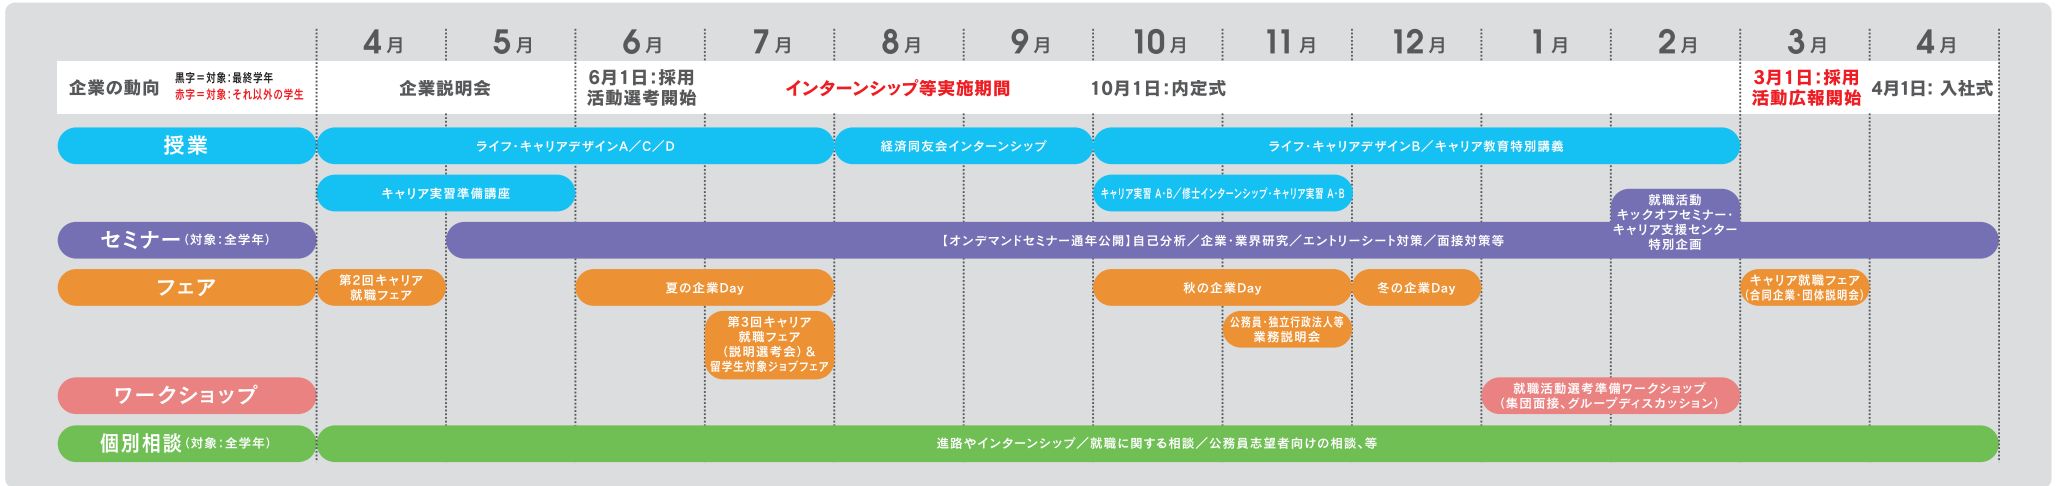 4月 5月 6月 7月 8月 9月 10月 11月 12月 1月 2月 3月 4月
企業の動向
黒字=対象:最終学年
赤字=対象:それ以外の学生
企業説明会
6月1日:採用
活動選考開始
インターンシップ等実施期間
10月1日:内定式
3月1日:採用
活動広報開始
4月1日: 入社式
授業
ライフ・キャリアデザインA/C/D
経済同友会インターンシップ
ライフ・キャリアデザインB/キャリア教育特別講義
キャリア実習準備講座
キャリア実習 A・B/修士インターンシップ・キャリア実習 A・B
就職活動
キックオフセミナー・
キャリア支援センター
特別企画
セミナー(対象:全学年)
【オンデマンドセミナー通年公開】自己分析/企業・業界研究/エントリーシート対策/面接対策等
フェア
第2回キャリア
就職フェア
夏の企業Day
秋の企業Day
冬の企業Day
キャリア就職フェア
(合同企業・団体説明会)
第3回キャリア
就職フェア
(説明選考会)&
留学生対象ジョブフェア
公務員・独立行政法人等
業務説明会
ワークショップ
就職活動選考準備ワークショップ
(集団面接、グループディスカッション)
個別相談(対象:全学年)
進路やインターンシップ/就職に関する相談/公務員志望者向けの相談、等